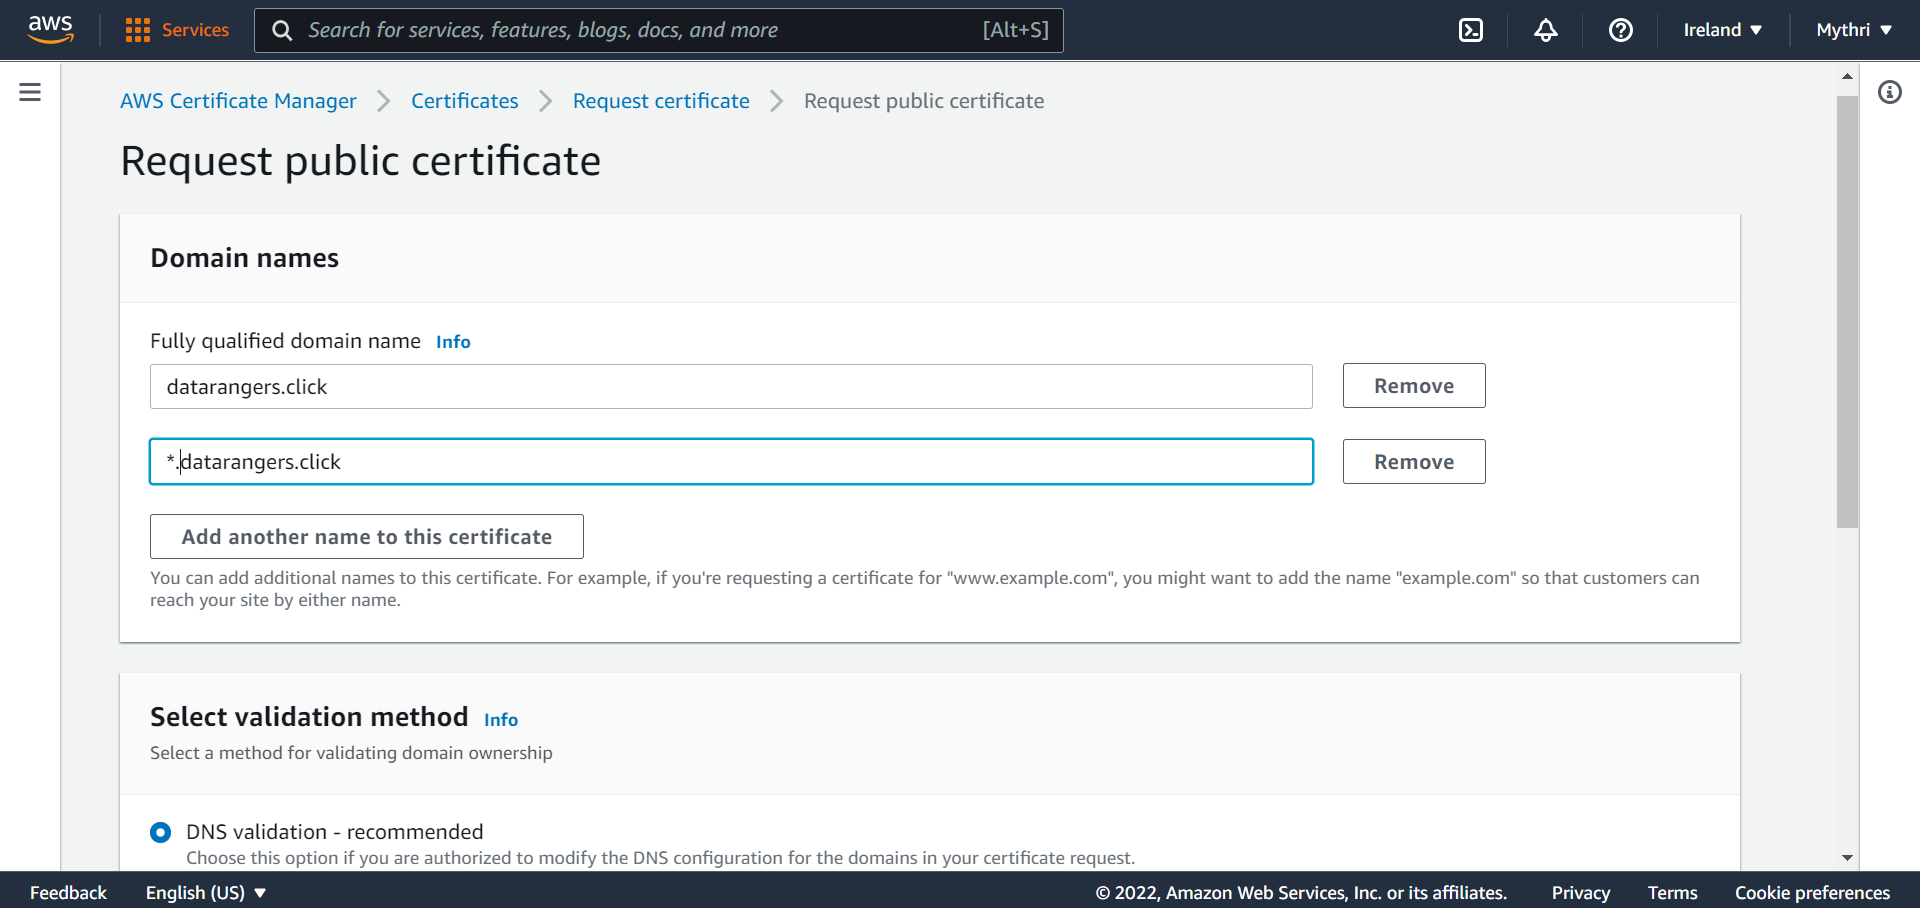 aws
Services
Search for services, features, blogs, docs, and more
[Alt+S]
Ireland ▼
Mythri ▼
AWS Certificate Manager > Certificates > Request certificate > Request public certificate
Request public certificate
Domain names
Fully qualified domain name Info
datarangers.click
Remove
*.datarangers.click
Remove
Add another name to this certificate
You can add additional names to this certificate. For example, if you're requesting a certificate for "www.example.com", you might want to add the name "example.com" so that customers can
reach your site by either name.
Select validation method Info
Select a method for validating domain ownership
DNS validation - recommended
Choose this option if you are authorized to modify the DNS configuration for the domains in your certificate request.
Feedback
English (US) ▼
© 2022, Amazon Web Services, Inc. or its affiliates.
Privacy
Terms
Cookie preferences